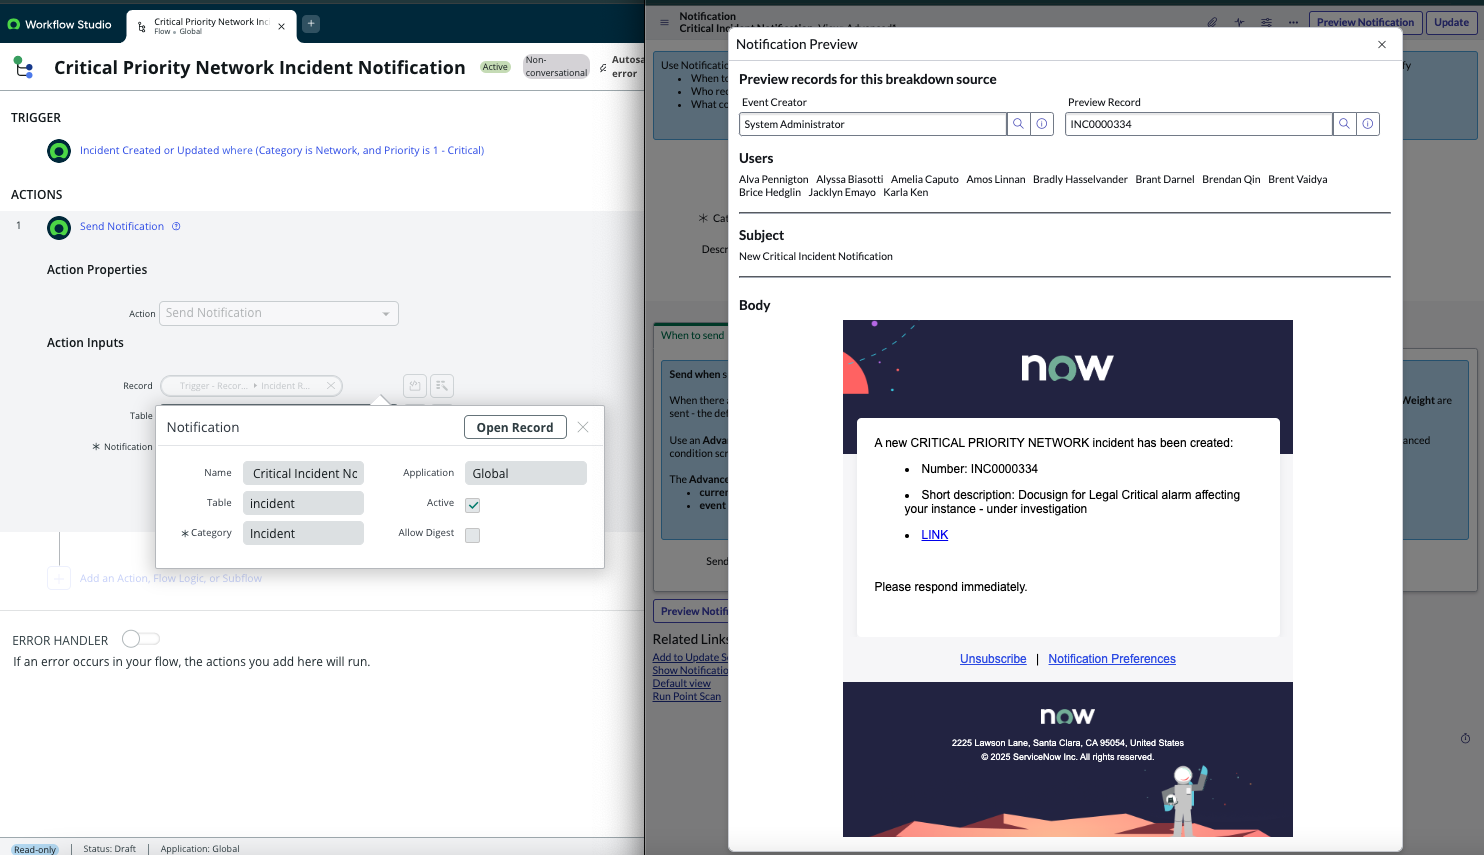 Workflow Studio
Critical Priority Network Inci
Flow • Global
Critical Priority Network Incident Notification
Active
Non-
conversational
Autosa
error
TRIGGER
Incident Created or Updated where (Category is Network, and Priority is 1 - Critical)
ACTIONS
1
Send Notification
Action Properties
Action
Send Notification
Action Inputs
Record
Trigger - Recor...
Incident R...
Table
* Notification
Notification
Open Record
Name
Critical Incident Nc
Application
Global
Table
incident
Active
* Category
Incident
Allow Digest
Add an Action, Flow Logic, or Subflow
ERROR HANDLER
If an error occurs in your flow, the actions you add here will run.
Read-only
Status: Draft
Application: Global
Notification
Critical Inc
Preview Notification
Update
Use Notificatio
When to
Who rec
What co
fy
* Cat
Descr
When to send
Send when s
When there a
sent - the def
Weight are
Use an Advan
condition scr
anced
The Advance
curren
event
Send
Preview Notif
Related Links
Add to Update Se
Show Notificatio
Default view
Run Point Scan
Notification Preview
Preview records for this breakdown source
Event Creator
System Administrator
Preview Record
INC0000334
Users
Alva Pennigton Alyssa Biasotti Amelia Caputo Amos Linnan Bradly Hasselvander Brant Darnel Brendan Qin Brent Vaidya
Brice Hedglin Jacklyn Emayo Karla Ken
Subject
New Critical Incident Notification
Body
now
A new CRITICAL PRIORITY NETWORK incident has been created:
• Number: INC0000334
• Short description: Docusign for Legal Critical alarm affecting
your instance - under investigation
• LINK
Please respond immediately.
Unsubscribe | Notification Preferences
now
2225 Lawson Lane, Santa Clara, CA 95054, United States
© 2025 ServiceNow Inc. All rights reserved.